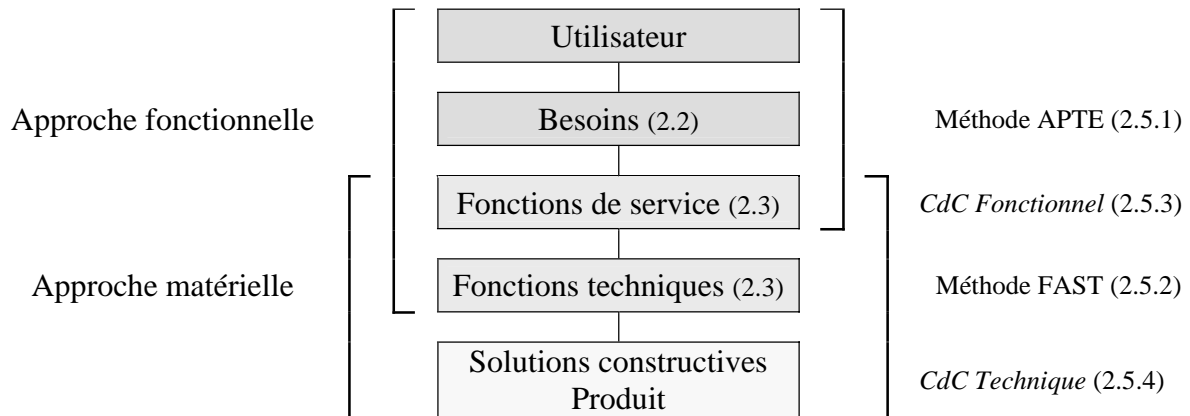 Utilisateur
Approche fonctionnelle
Besoins (2.2)
Méthode APTE (2.5.1)
Fonctions de service (2.3)
CdC Fonctionnel (2.5.3)
Approche matérielle
Fonctions techniques (2.3)
Méthode FAST (2.5.2)
Solutions constructives
Produit
CdC Technique (2.5.4)